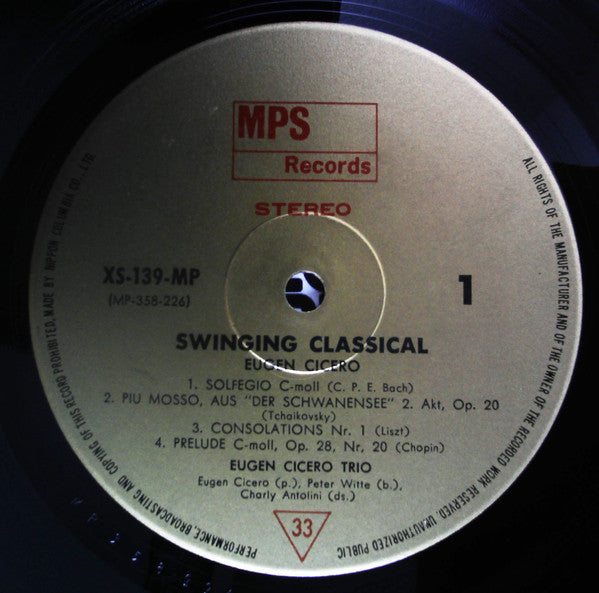 MPS
Records
STEREO
XS-139-MP
(MP-358-226)
1
SWINGING CLASSICAL
EUGEN CICERO
1. SOLFEGIO C-moll (C. P. E. Bach)
2. PIU MOSSO, AUS "DER SCHWANENSEE" 2. Akt, Op. 20
(Tchaikovsky)
3. CONSOLATIONS Nr. 1 (Liszt)
4. PRELUDE C-moll, Op. 28, Nr, 20 (Chopin)
EUGEN CICERO TRIO
Eugen Cicero (p.), Peter Witte (b.),
Charly Antolini (ds.)
33
ALL RIGHTS OF THE MANUFACTURER AND OF THE OWNER OF THE RECORDED WORK RESERVED. UNAUTHORIZED PUBLIC
PERFORMANCE, BROADCASTING AND COPYING OF THIS RECORD PROHIBITED. MADE BY NIPPON COLUMBIA CO., LTD